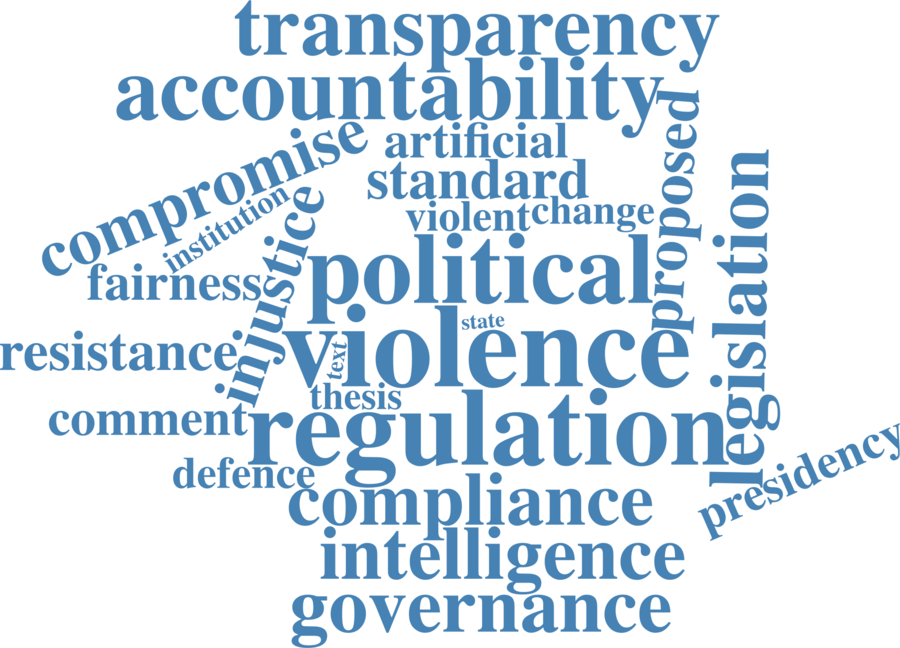 transparency
accountability
compromise
artificial
proposed
standard
institution
violent
change
legislation
injustice
fairness
political
state
violence
resistance
text
thesis
comment
regulation
defence
presidency
compliance
intelligence
governance